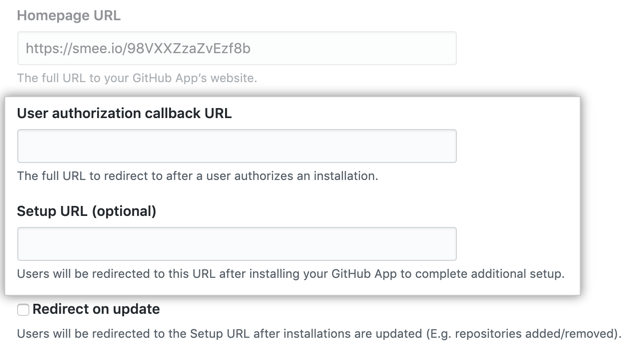 Homepage URL
https://smee.io/98VXXZzaZvEzf8b
The full URL to your GitHub App's website.
User authorization callback URL
The full URL to redirect to after a user authorizes an installation.
Setup URL (optional)
Users will be redirected to this URL after installing your GitHub App to complete additional setup.
Redirect on update
Users will be redirected to the Setup URL after installations are updated (E.g. repositories added/removed).